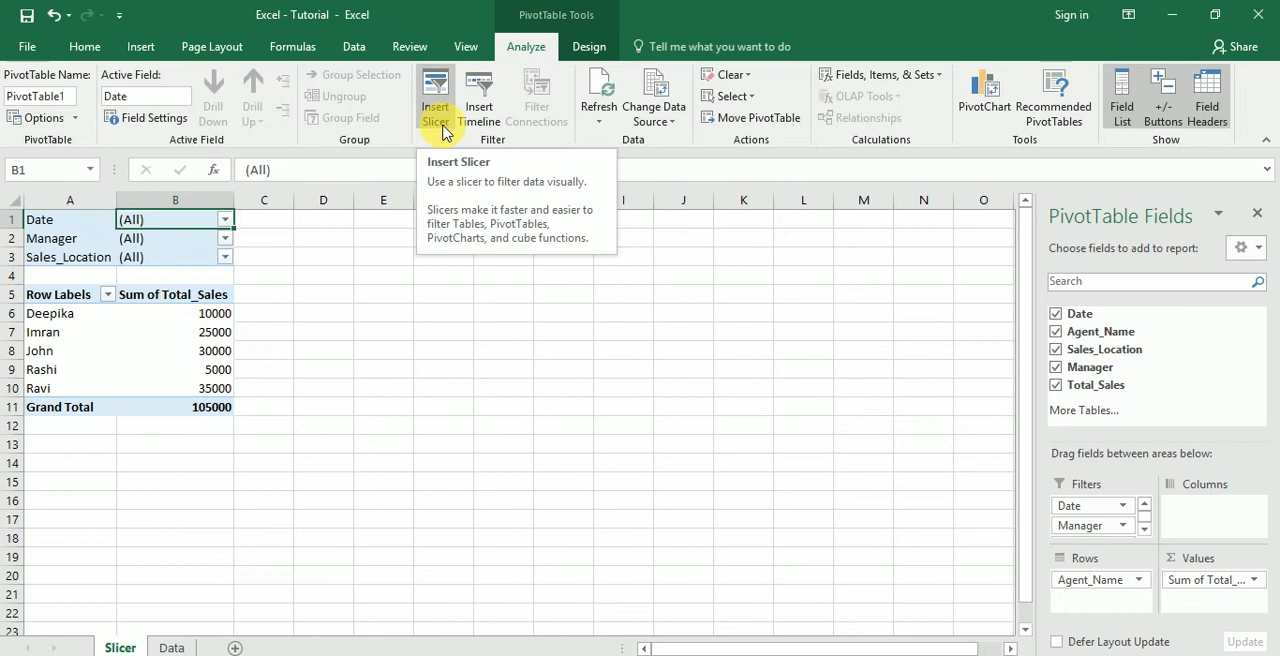 Excel - Tutorial - Excel
PivotTable Tools
Sign in
File
Home
Insert
Page Layout
Formulas
Data
Review
View
Analyze
Design
Tell me what you want to do
Share
PivotTable Name:
PivotTable1
Options
PivotTable
Active Field:
Date
Field Settings
Drill
Down
Drill
Up
Active Field
Group Selection
Ungroup
Group Field
Group
Insert
Slicer
Insert
Timeline
Filter
Connections
Filter
Refresh
Change Data
Source
Data
Clear
Select
Move PivotTable
Actions
Fields, Items, & Sets
OLAP Tools
Relationships
Calculations
PivotChart
Recommended
PivotTables
Tools
Field
List
+/-
Buttons
Field
Headers
Show
B1
fx
(All)
Insert Slicer
Use a slicer to filter data visually.
Slicers make it faster and easier to
filter Tables, PivotTables,
PivotCharts, and cube functions.
A B C D E I J K L M N O
1 Date (All)
2 Manager (All)
3 Sales_Location (All)
4
5 Row Labels Sum of Total_Sales
6 Deepika 10000
7 Imran 25000
8 John 30000
9 Rashi 5000
10 Ravi 35000
11 Grand Total 105000
12
13
14
15
16
17
18
19
20
21
22
23
PivotTable Fields
Choose fields to add to report:
Search
Date
Agent_Name
Sales_Location
Manager
Total_Sales
More Tables...
Drag fields between areas below:
Filters
Date
Manager
Columns
Rows
Agent_Name
Σ Values
Sum of Total_...
Defer Layout Update
Update
Slicer
Data